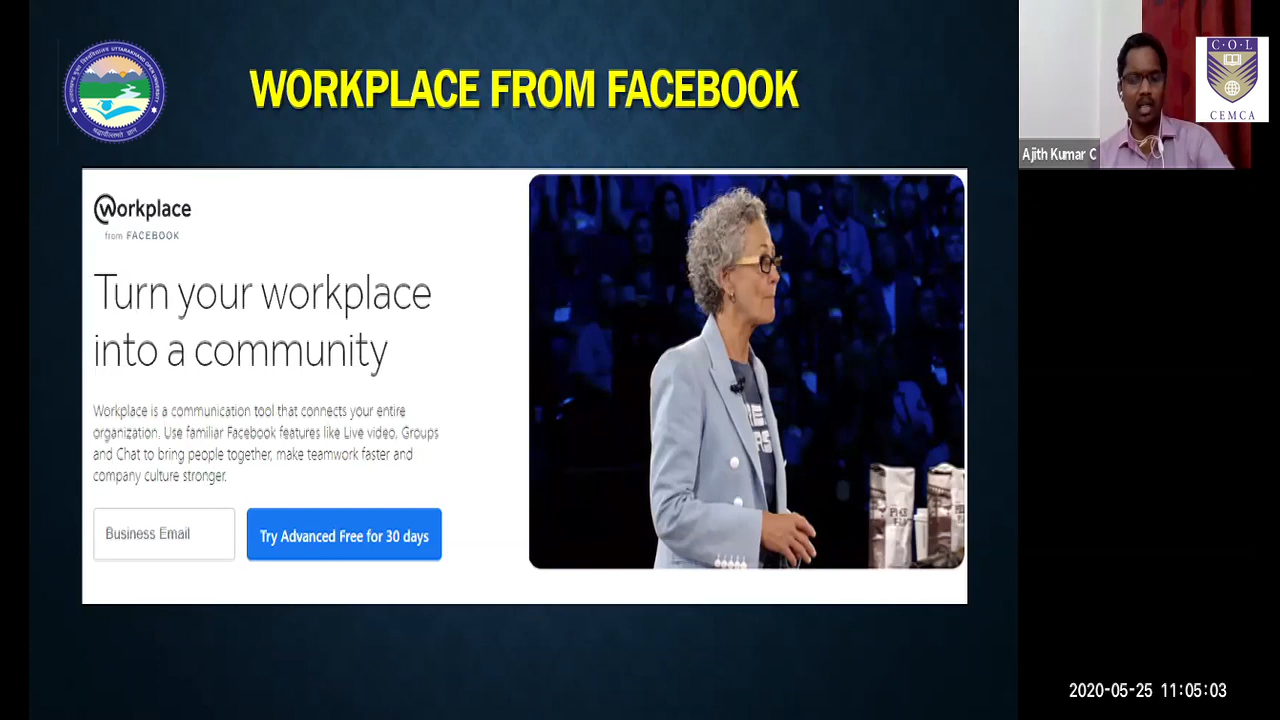 WORKPLACE FROM FACEBOOK
UTTARAKHAND OPEN UNIVERSITY
Workplace
from FACEBOOK
Turn your workplace
into a community
Workplace is a communication tool that connects your entire
organization. Use familiar Facebook features like Live video, Groups
and Chat to bring people together, make teamwork faster and
company culture stronger.
Business Email
Try Advanced Free for 30 days
C·O·L
CEMCA
Ajith Kumar C
2020-05-25 11:05:03